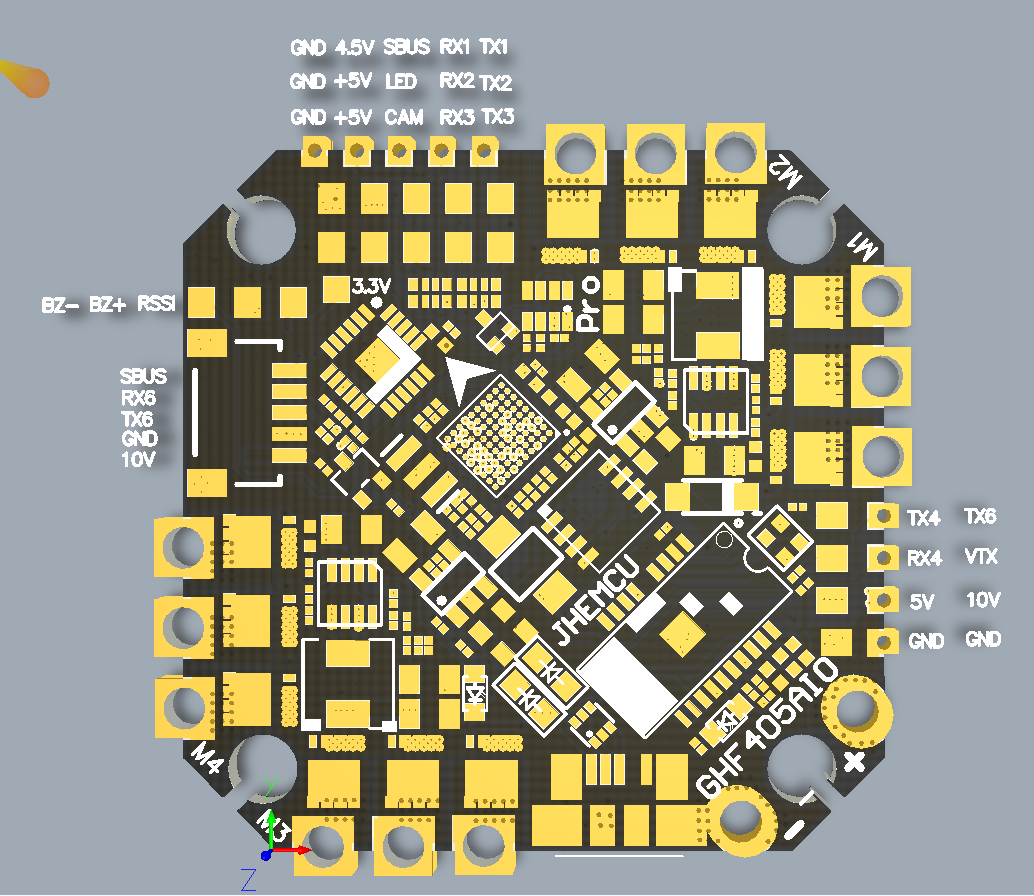 GND 4.5V SBUS RX1 TX1
GND +5V LED RX2 TX2
GND +5V CAM RX3 TX3
M2
M1
3.3V
Pro
BZ- BZ+ RSSI
SBUS
RX6
TX6
GND
10V
TX4 TX6
RX4 VTX
5V 10V
GND GND
JHEMCU
GHF405AIO
+
-
M4
M3
Y
Z